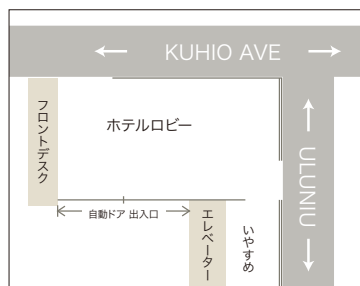 KUHIO AVE
フロントデスク
ホテルロビー
ULUNIU
自動ドア 出入口
エレベーター
いやすめ